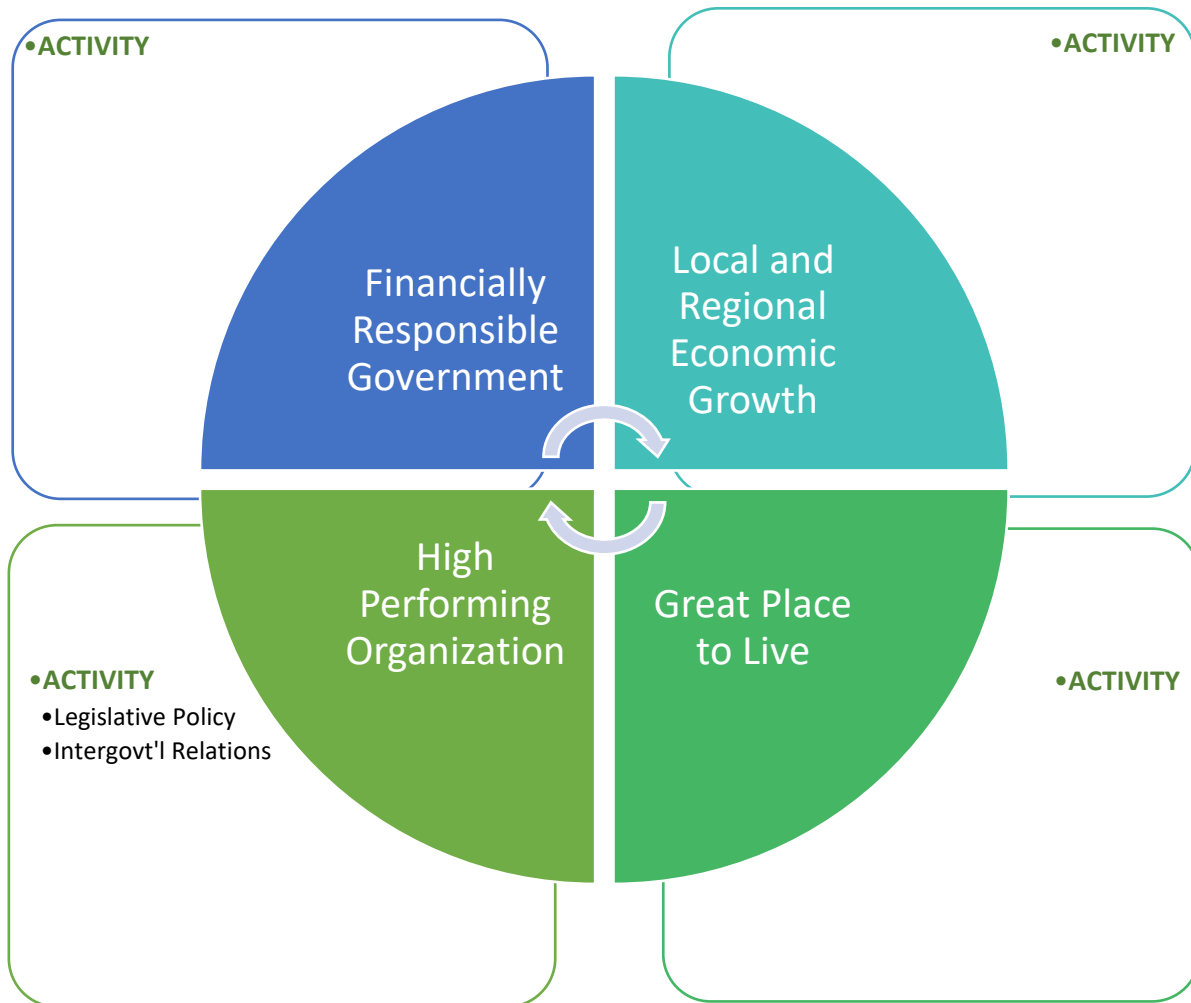 •ACTIVITY
•ACTIVITY
Financially
Responsible
Government
Local and
Regional
Economic
Growth
High
Performing
Organization
Great Place
to Live
•ACTIVITY
•Legislative Policy
•Intergovt'l Relations
•ACTIVITY